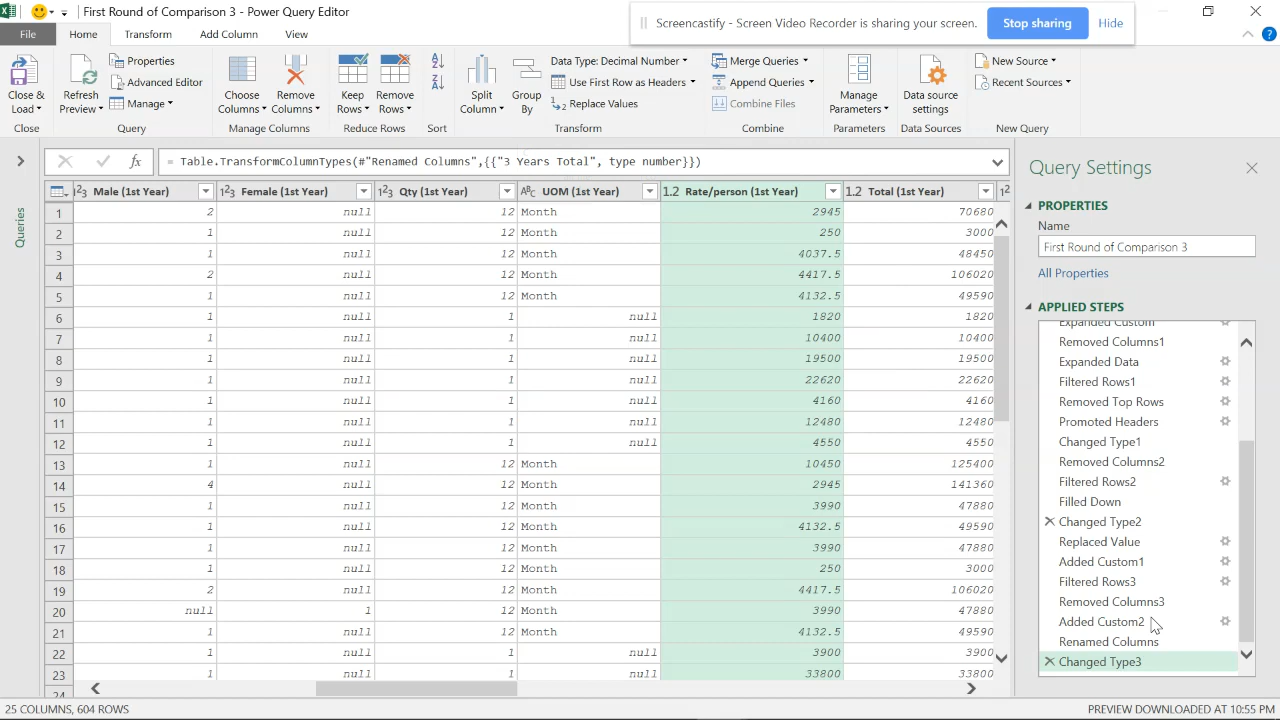 First Round of Comparison 3 - Power Query Editor
Screencastify - Screen Video Recorder is sharing your screen.
Stop sharing
Hide
File
Home
Transform
Add Column
View
Close & Load
Refresh Preview
Properties
Advanced Editor
Manage
Choose Columns
Remove Columns
Keep Rows
Remove Rows
Split Column
Group By
Data Type: Decimal Number
Use First Row as Headers
Replace Values
Merge Queries
Append Queries
Combine Files
Manage Parameters
Data source settings
New Source
Recent Sources
Close
Query
Manage Columns
Reduce Rows
Sort
Transform
Combine
Parameters
Data Sources
New Query
= Table.TransformColumnTypes(#"Renamed Columns",{{"3 Years Total", type number}})
Queries
Male (1st Year) Female (1st Year) Qty (1st Year) UOM (1st Year) Rate/person (1st Year) Total (1st Year)
1 2 null 12 Month 2945 70680
2 1 null 12 Month 250 3000
3 1 null 12 Month 4037.5 48450
4 2 null 12 Month 4417.5 106020
5 1 null 12 Month 4132.5 49590
6 1 null 1 null 1820 1820
7 1 null 1 null 10400 10400
8 1 null 1 null 19500 19500
9 1 null 1 null 22620 22620
10 1 null 1 null 4160 4160
11 1 null 1 null 12480 12480
12 1 null 1 null 4550 4550
13 1 null 12 Month 10450 125400
14 4 null 12 Month 2945 141360
15 1 null 12 Month 3990 47880
16 1 null 12 Month 4132.5 49590
17 1 null 12 Month 3990 47880
18 1 null 12 Month 250 3000
19 2 null 12 Month 4417.5 106020
20 null 1 12 Month 3990 47880
21 1 null 12 Month 4132.5 49590
22 1 null 1 null 3900 3900
23 1 null 1 null 33800 33800
24
Query Settings
PROPERTIES
Name
First Round of Comparison 3
All Properties
APPLIED STEPS
Expanded Custom
Removed Columns1
Expanded Data
Filtered Rows1
Removed Top Rows
Promoted Headers
Changed Type1
Removed Columns2
Filtered Rows2
Filled Down
Changed Type2
Replaced Value
Added Custom1
Filtered Rows3
Removed Columns3
Added Custom2
Renamed Columns
Changed Type3
25 COLUMNS, 604 ROWS
PREVIEW DOWNLOADED AT 10:55 PM